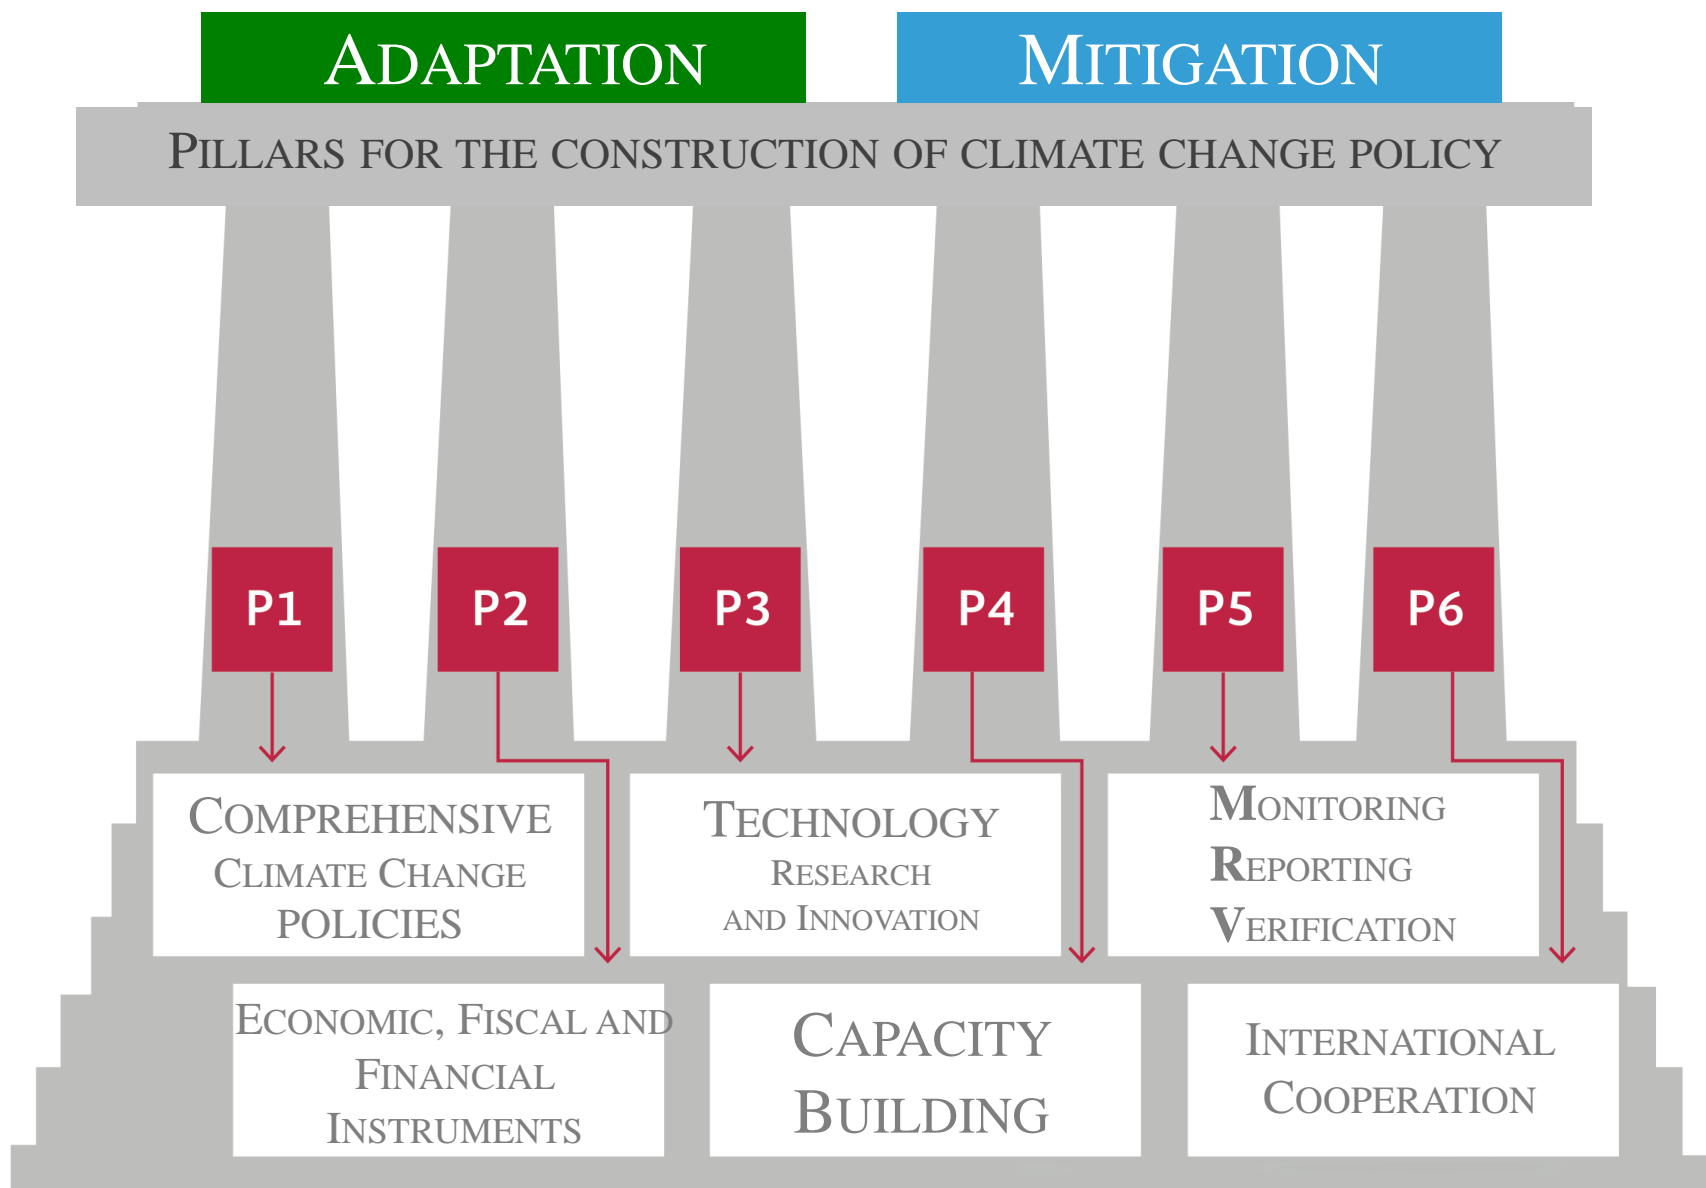 ADAPTATION
MITIGATION
PILLARS FOR THE CONSTRUCTION OF CLIMATE CHANGE POLICY
P1
P2
P3
P4
P5
P6
COMPREHENSIVE
CLIMATE CHANGE
POLICIES
TECHNOLOGY
RESEARCH
AND INNOVATION
MONITORING
REPORTING
VERIFICATION
ECONOMIC, FISCAL AND
FINANCIAL
INSTRUMENTS
CAPACITY
BUILDING
INTERNATIONAL
COOPERATION